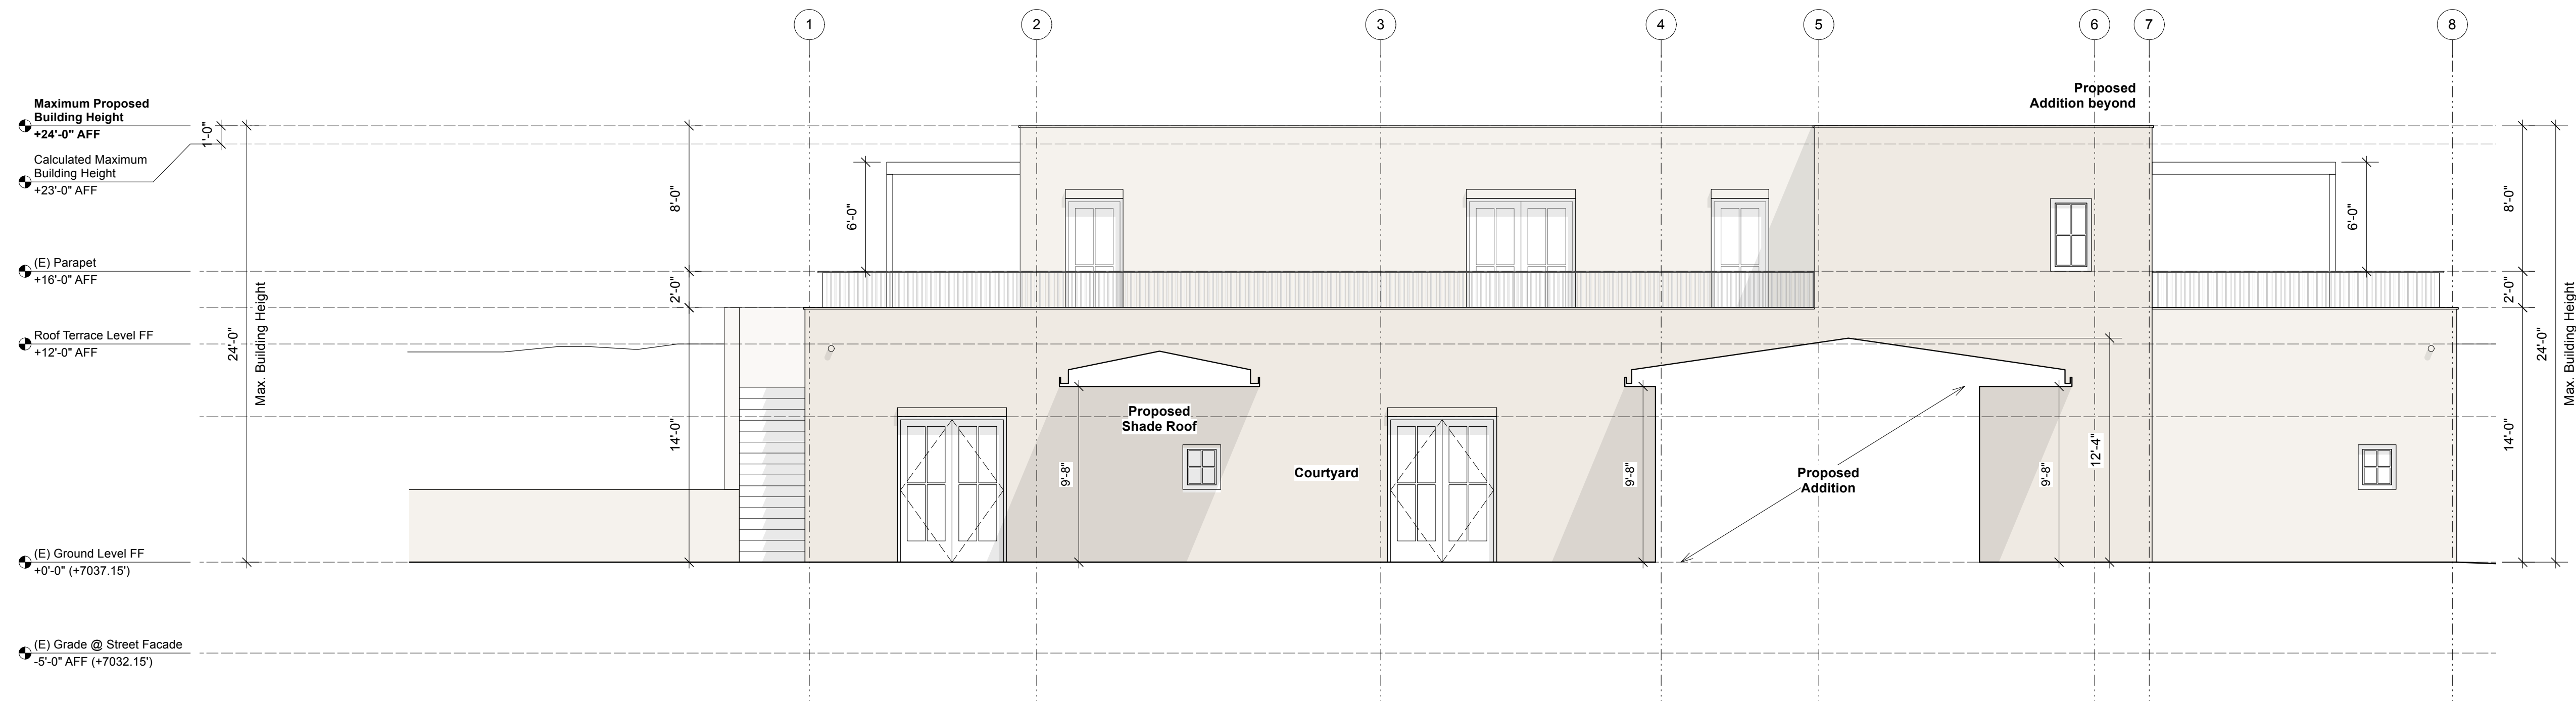 1
2
3
4
5
6
7
8
Maximum Proposed
Building Height
+24'-0" AFF
1'-0"
Calculated Maximum
Building Height
+23'-0" AFF
(E) Parapet
+16'-0" AFF
Roof Terrace Level FF
+12'-0" AFF
(E) Ground Level FF
+0'-0" (+7037.15')
(E) Grade @ Street Facade
-5'-0" AFF (+7032.15')
24'-0"
Max. Building Height
8'-0"
2'-0"
14'-0"
6'-0"
Proposed
Shade Roof
9'-8"
Courtyard
9'-8"
Proposed
Addition
9'-8"
12'-4"
Proposed
Addition beyond
6'-0"
8'-0"
2'-0"
14'-0"
24'-0"
Max. Building Height